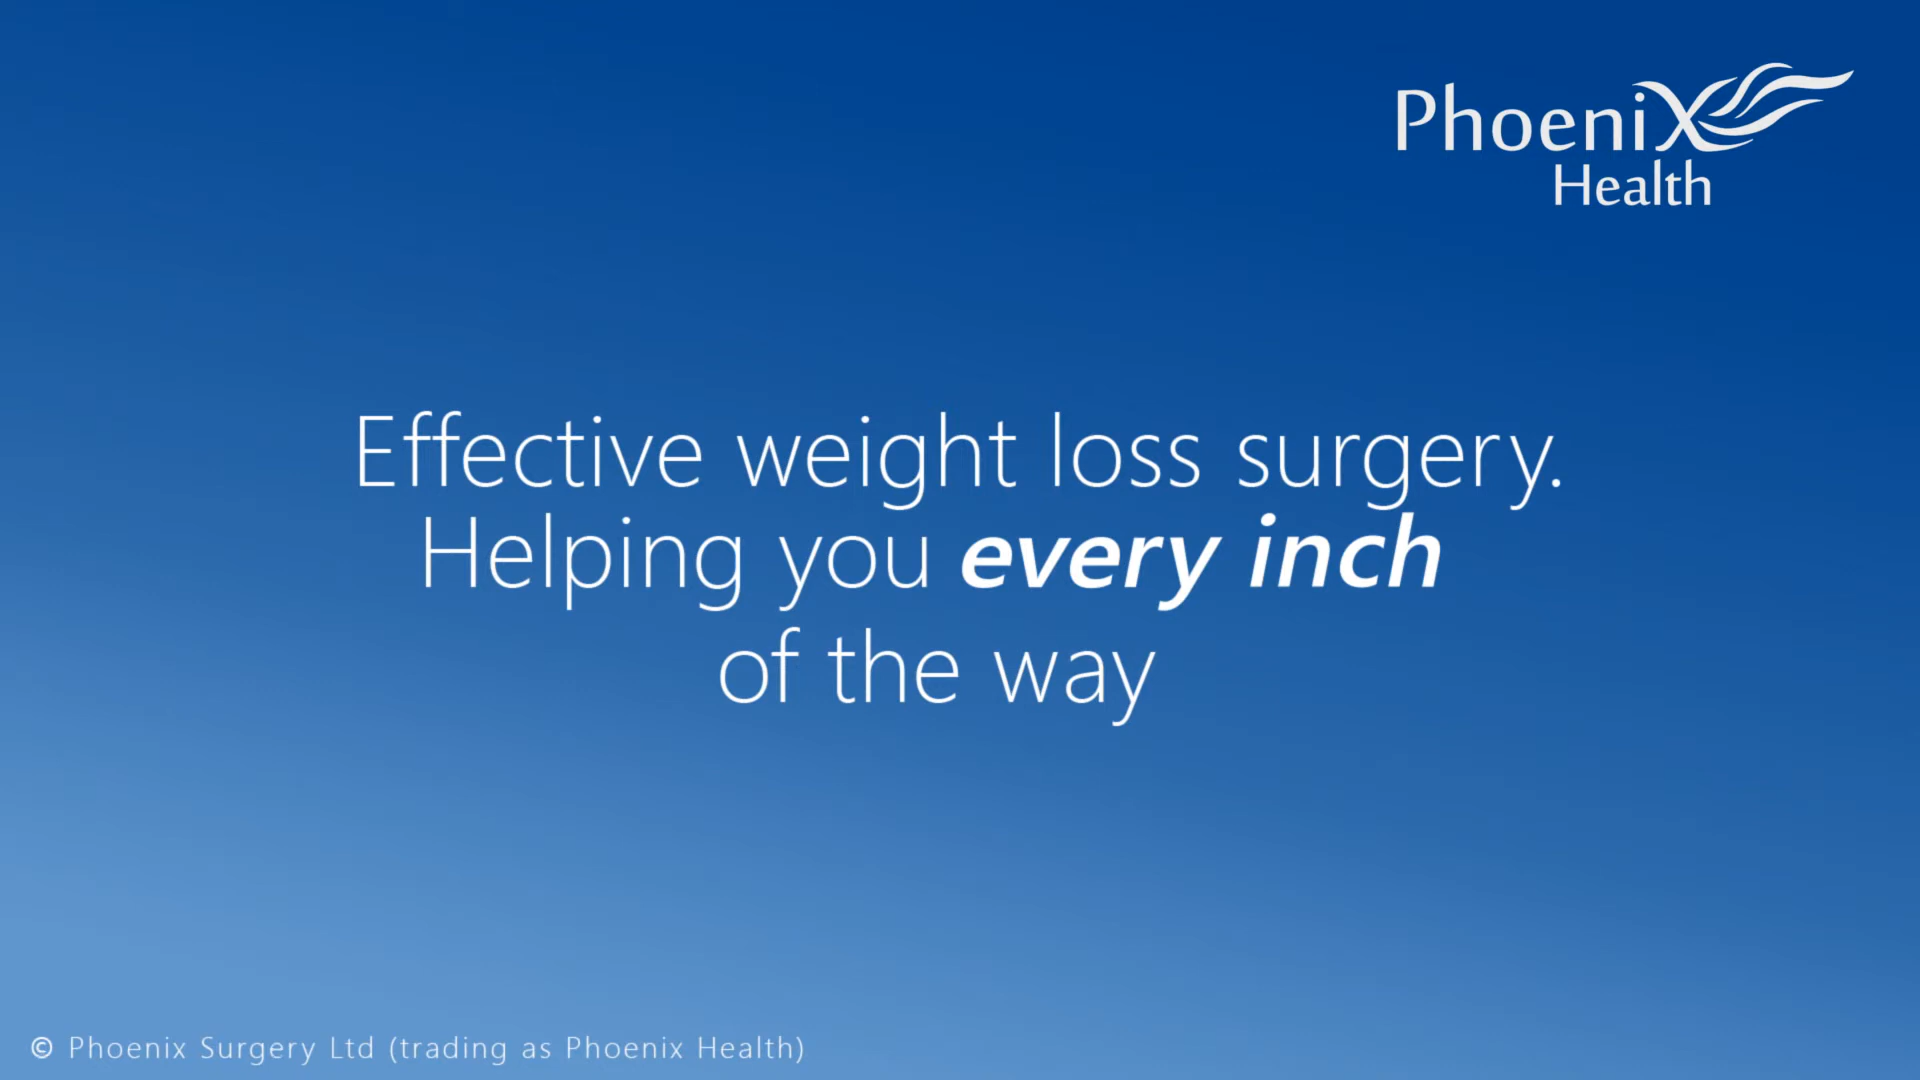 PhoeniX
Health
Effective weight loss surgery.
Helping you every inch
of the way
© Phoenix Surgery Ltd (trading as Phoenix Health)